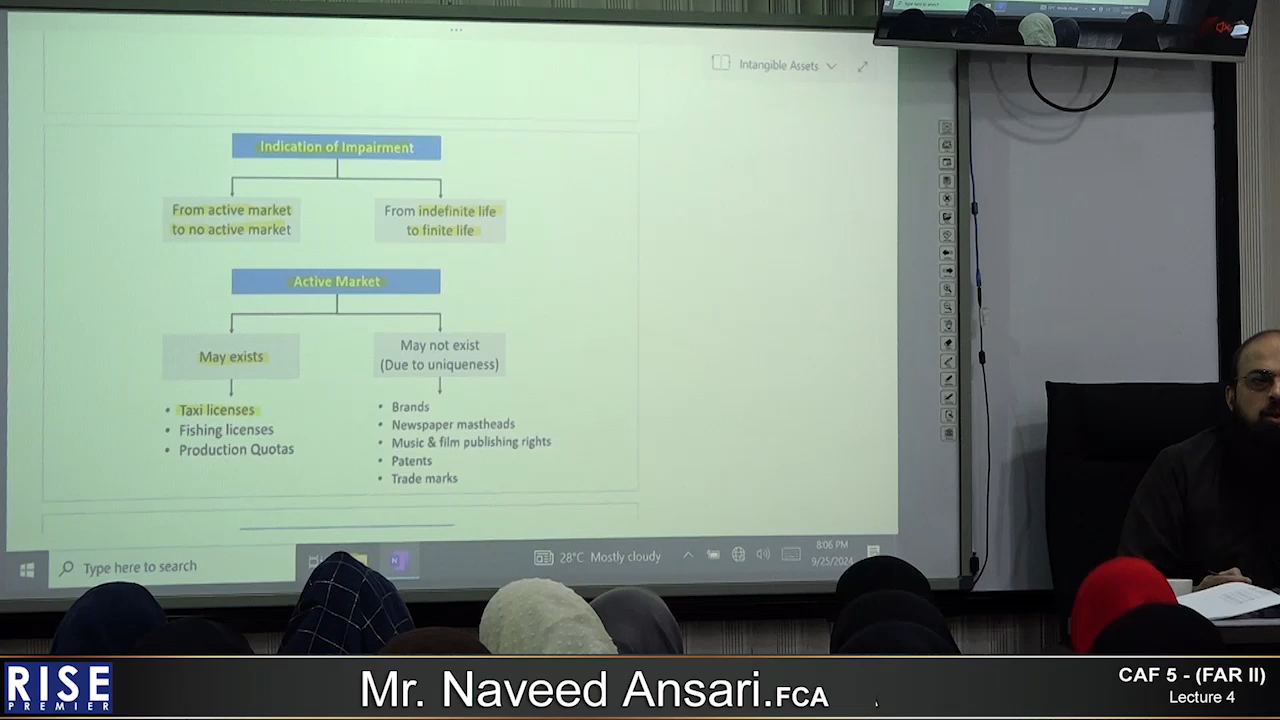 Intangible Assets
Indication of Impairment
From active market
to no active market
From indefinite life
to finite life
Active Market
May exists
May not exist
(Due to uniqueness)
• Taxi licenses
• Fishing licenses
• Production Quotas
• Brands
• Newspaper mastheads
• Music & film publishing rights
• Patents
• Trade marks
Type here to search
28°C Mostly cloudy
8:06 PM
9/25/2024
RISE
PREMIER
Mr. Naveed Ansari.FCA
CAF 5 - (FAR II)
Lecture 4